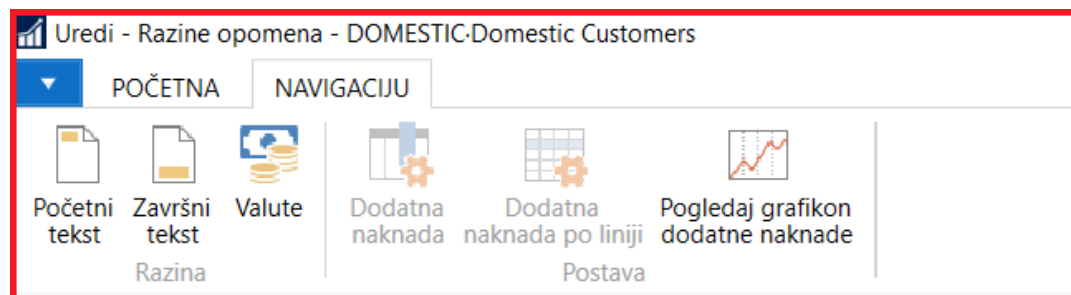 Uredi - Razine opomena - DOMESTIC·Domestic Customers
POČETNA NAVIGACIJU
Početni Završni Valute Dodatna Dodatna Pogledaj grafikon
tekst tekst naknada naknada po liniji dodatne naknade
Razina Postava